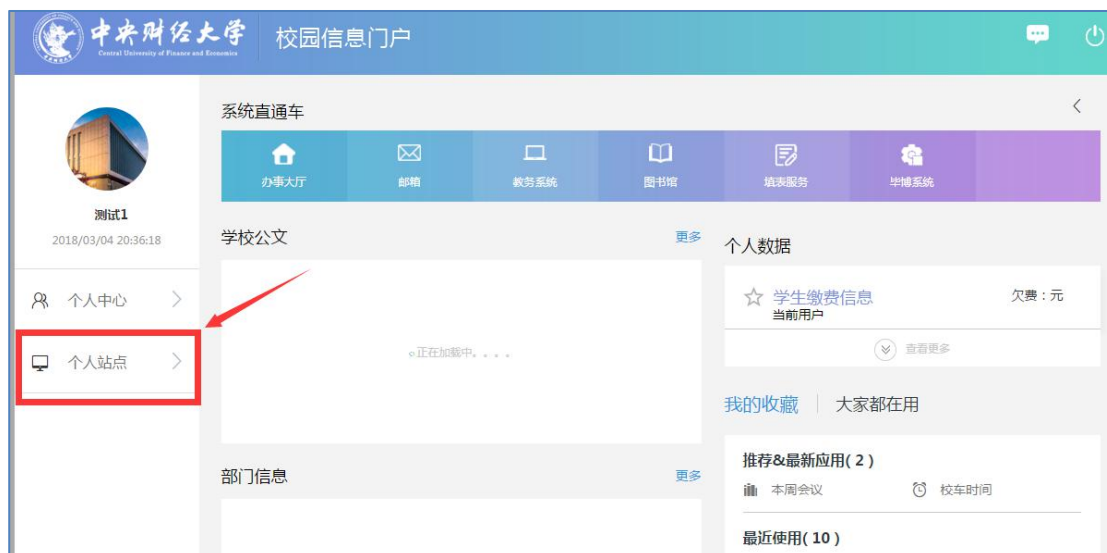 中央财经大学
Central University of Finance and Economics
校园信息门户
测试1
2018/03/04 20:36:18
个人中心
个人站点
系统直通车
办事大厅
邮箱
教务系统
图书馆
填表服务
毕博系统
学校公文
更多
正在加载中。。。。
部门信息
更多
个人数据
学生缴费信息
欠费：元
当前用户
查看更多
我的收藏
大家都在用
推荐&最新应用( 2 )
本周会议
校车时间
最近使用( 10 )